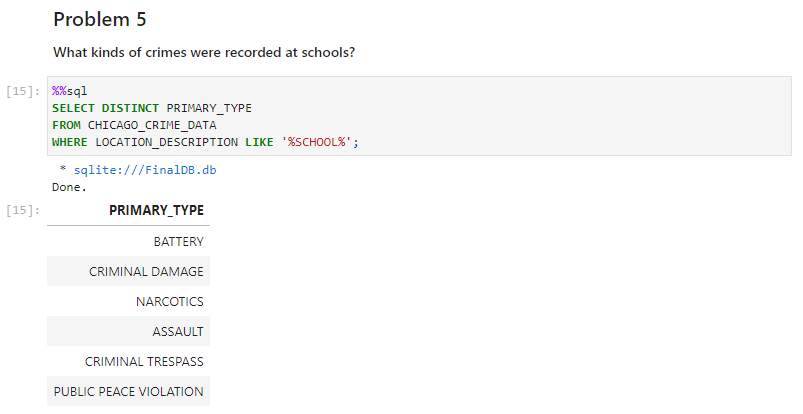 Problem 5
What kinds of crimes were recorded at schools?
[15]: %%sql
SELECT DISTINCT PRIMARY_TYPE
FROM CHICAGO_CRIME_DATA
WHERE LOCATION_DESCRIPTION LIKE '%SCHOOL%';
* sqlite:///FinalDB.db
Done.
[15]: PRIMARY_TYPE
BATTERY
CRIMINAL DAMAGE
NARCOTICS
ASSAULT
CRIMINAL TRESPASS
PUBLIC PEACE VIOLATION